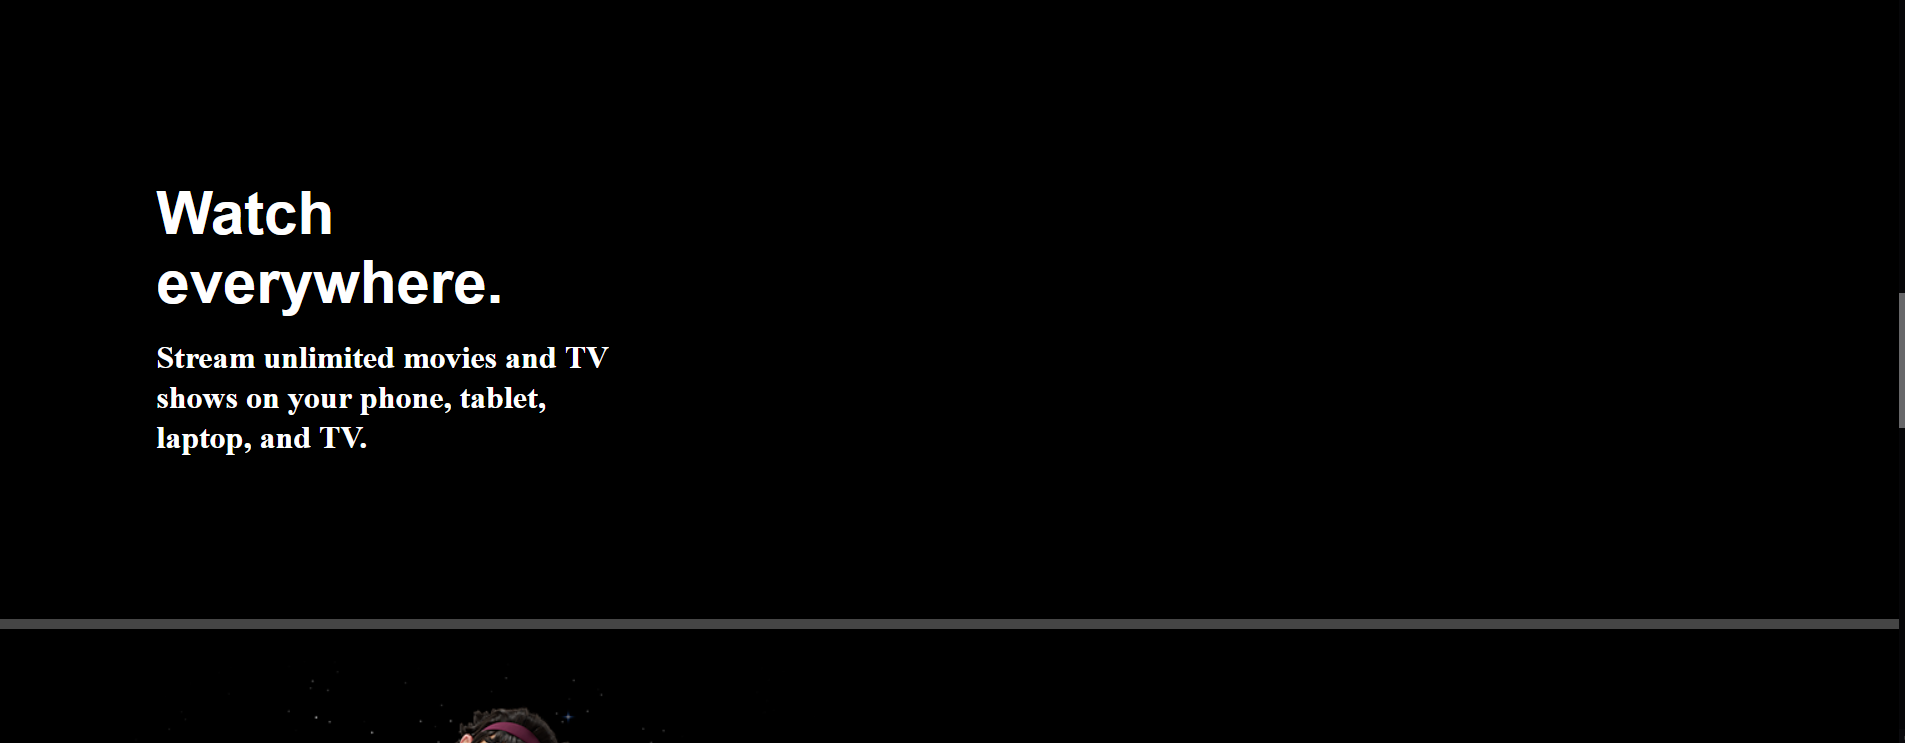 Watch
everywhere.
Stream unlimited movies and TV
shows on your phone, tablet,
laptop, and TV.